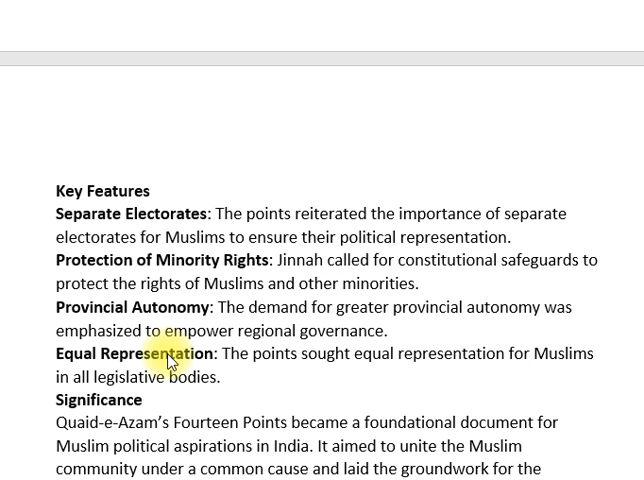 Key Features
Separate Electorates: The points reiterated the importance of separate
electorates for Muslims to ensure their political representation.
Protection of Minority Rights: Jinnah called for constitutional safeguards to
protect the rights of Muslims and other minorities.
Provincial Autonomy: The demand for greater provincial autonomy was
emphasized to empower regional governance.
Equal Representation: The points sought equal representation for Muslims
in all legislative bodies.
Significance
Quaid-e-Azam’s Fourteen Points became a foundational document for
Muslim political aspirations in India. It aimed to unite the Muslim
community under a common cause and laid the groundwork for the